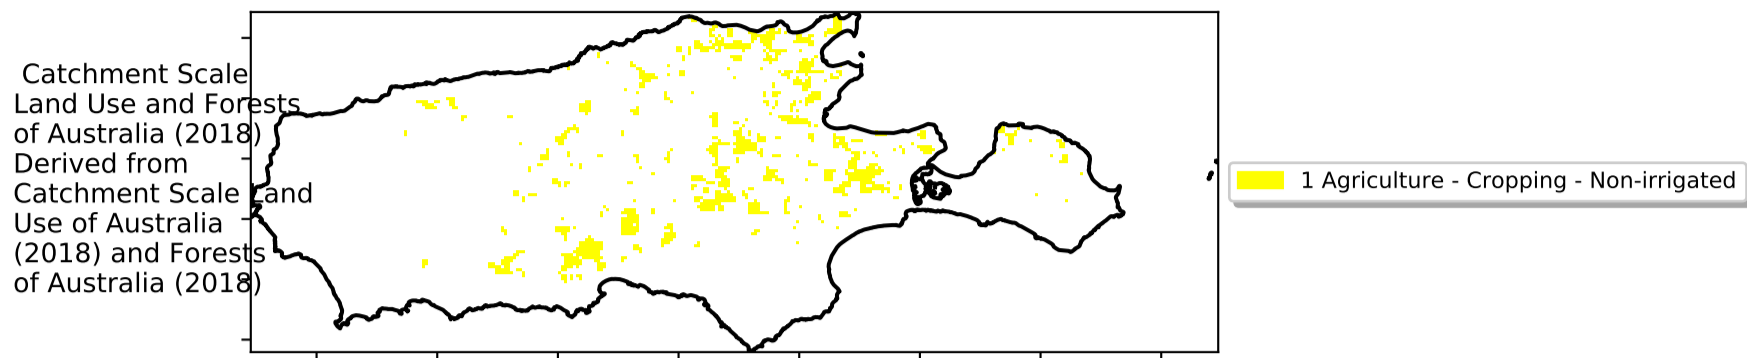 Catchment Scale
Land Use and Forests
of Australia (2018)
Derived from
Catchment Scale Land
Use of Australia
(2018) and Forests
of Australia (2018)
1 Agriculture - Cropping - Non-irrigated